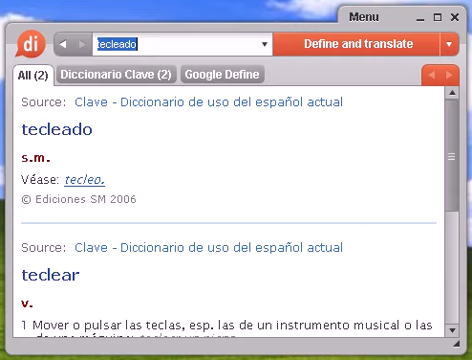 Menu
di
tecleado
Define and translate
All (2)
Diccionario Clave (2)
Google Define
Source: Clave - Diccionario de uso del español actual
tecleado
s.m.
Véase: tecleo.
© Ediciones SM 2006
Source: Clave - Diccionario de uso del español actual
teclear
v.
1 Mover o pulsar las teclas, esp. las de un instrumento musical o las